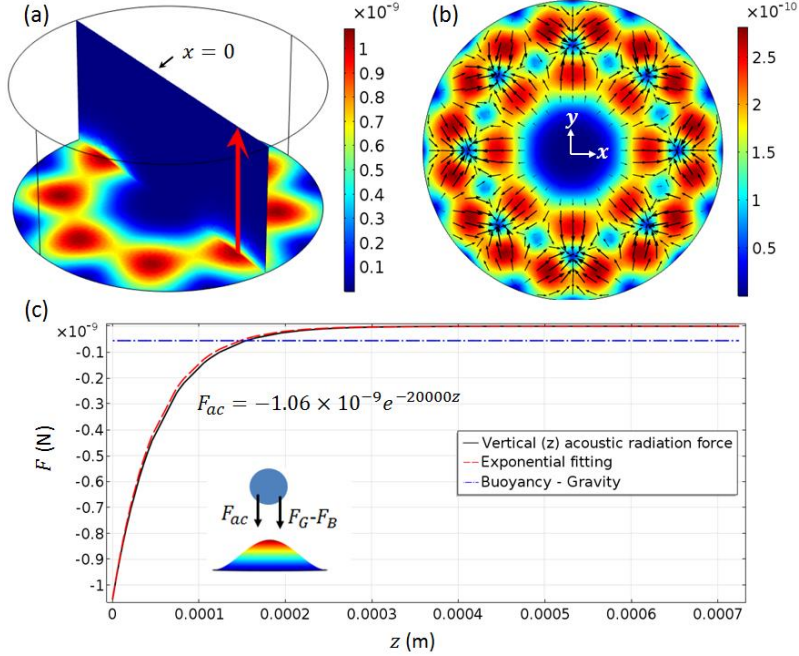 (a)
x = 0
×10⁻⁹
1
0.9
0.8
0.7
0.6
0.5
0.4
0.3
0.2
0.1
(b)
y
x
×10⁻¹⁰
2.5
2
1.5
1
0.5
(c)
×10⁻⁹
-0.1
-0.2
-0.3
-0.4
-0.5
-0.6
-0.7
-0.8
-0.9
-1
F (N)
F_ac = −1.06 × 10⁻⁹e^−20000z
Vertical (z) acoustic radiation force
Exponential fitting
Buoyancy - Gravity
F_ac
F_G-F_B
0 0.0001 0.0002 0.0003 0.0004 0.0005 0.0006 0.0007
z (m)